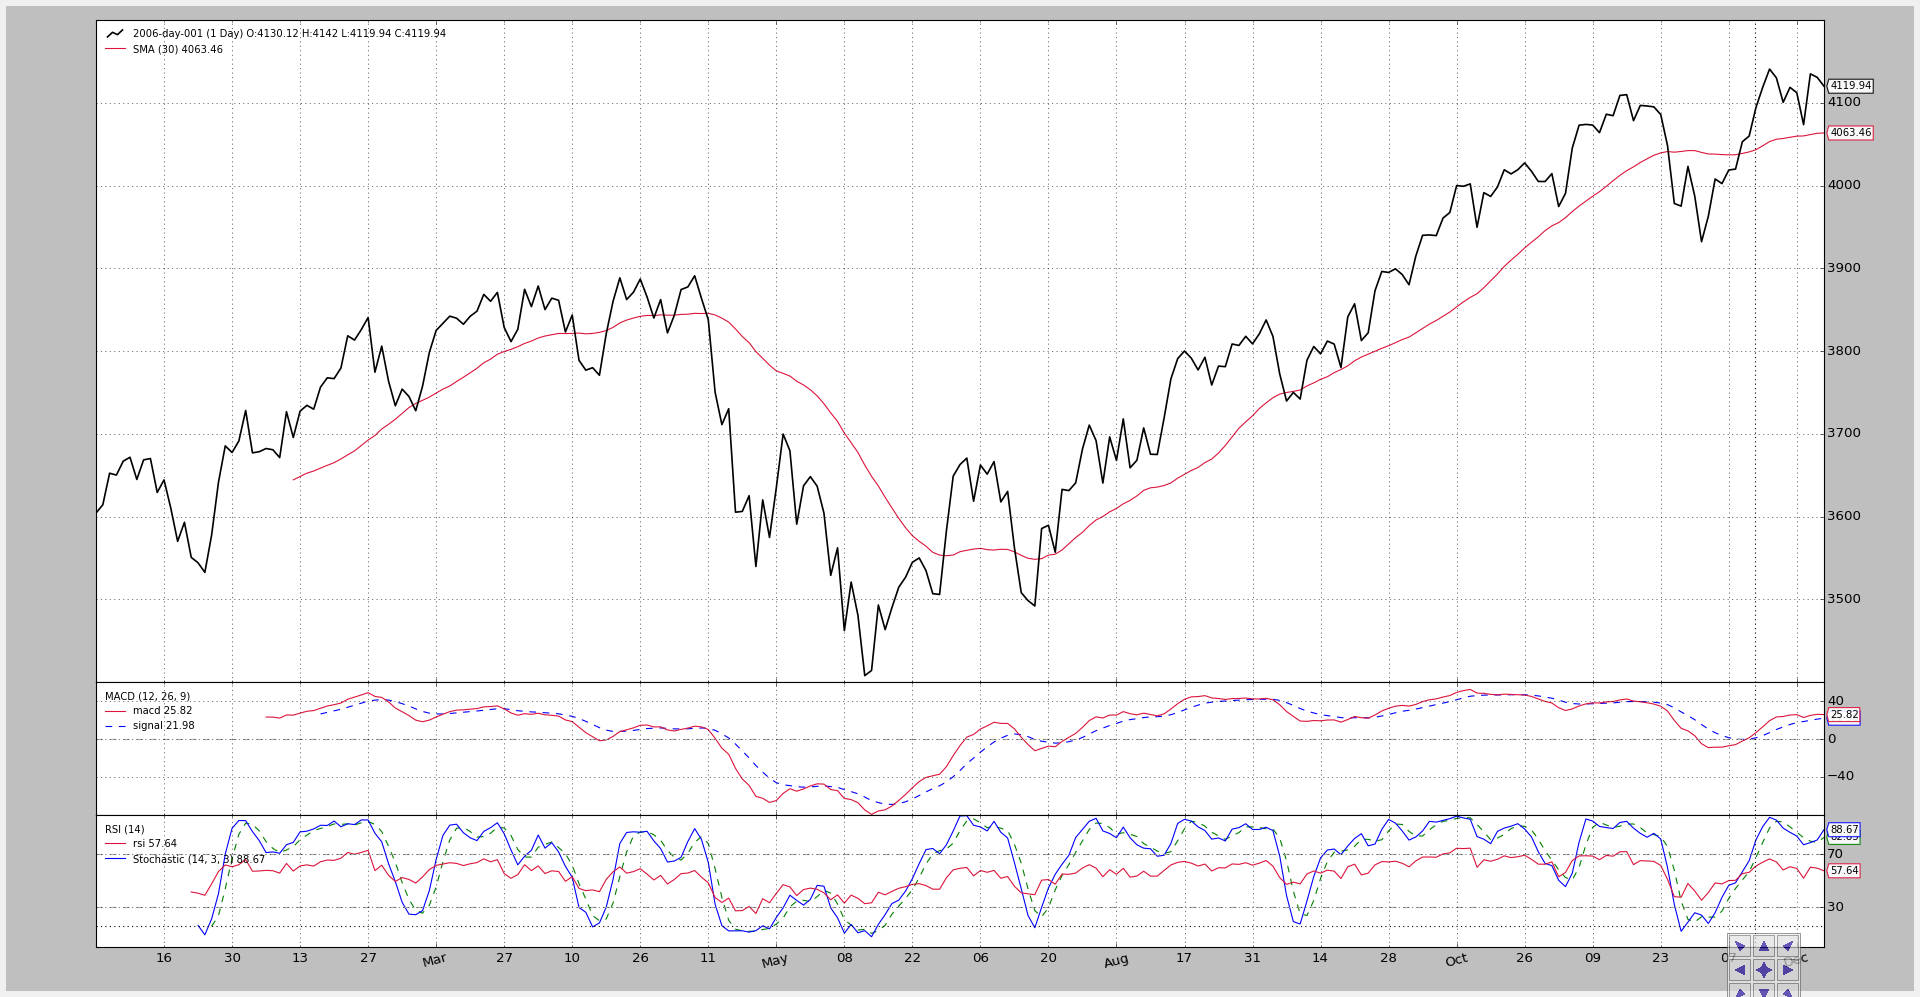 2006-day-001 (1 Day) O:4130.12 H:4142 L:4119.94 C:4119.94
SMA (30) 4063.46
4119.94
4100
4063.46
4000
3900
3800
3700
3600
3500
MACD (12, 26, 9)
macd 25.82
signal 21.98
40
25.82
0
−40
RSI (14)
rsi 57.64
Stochastic (14, 3, 3) 88.67
88.67
70
57.64
30
16 30 13 27 Mar 27 10 26 11 May 08 22 06 20 Aug 17 31 14 28 Oct 26 09 23 07 Dec